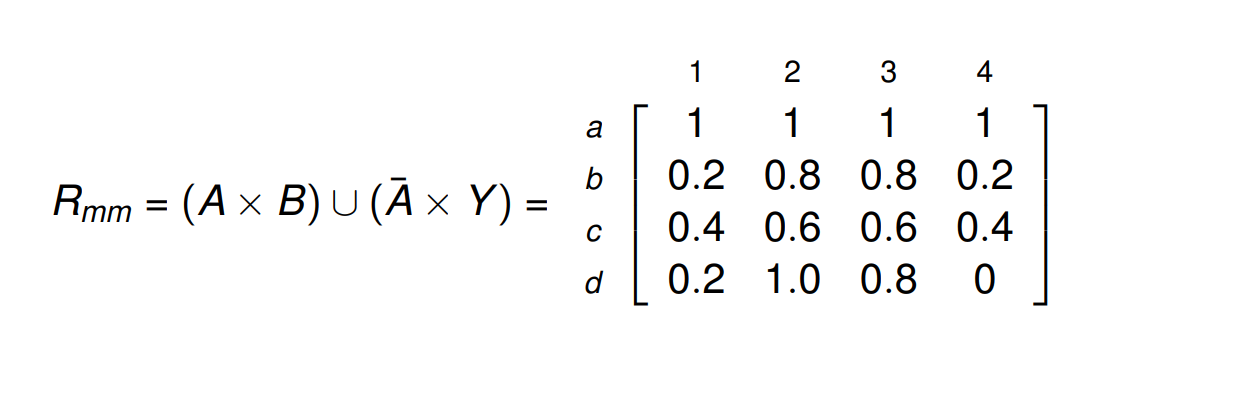 1 2 3 4
a 1 1 1 1
b 0.2 0.8 0.8 0.2
R_mm = (A × B) ∪ (Ā × Y) =
c 0.4 0.6 0.6 0.4
d 0.2 1.0 0.8 0